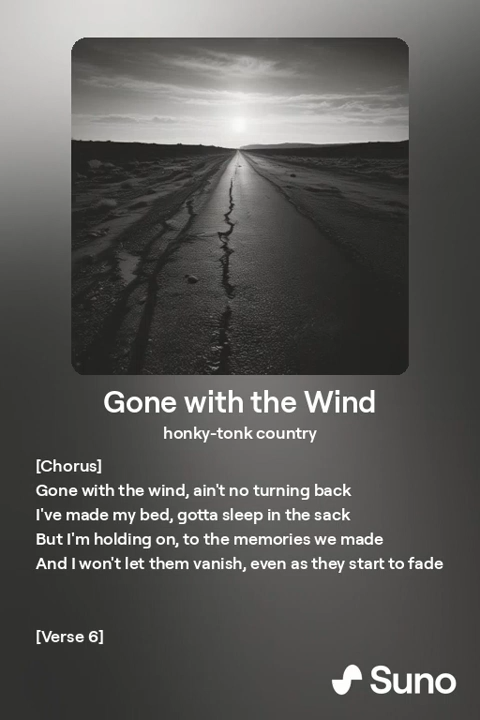 Gone with the Wind
honky-tonk country
[Chorus]
Gone with the wind, ain't no turning back
I've made my bed, gotta sleep in the sack
But I'm holding on, to the memories we made
And I won't let them vanish, even as they start to fade
[Verse 6]
Suno